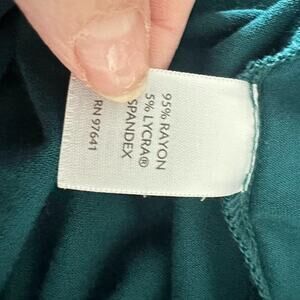 95% RAYON
5% LYCRA®
SPANDEX
RN 97641